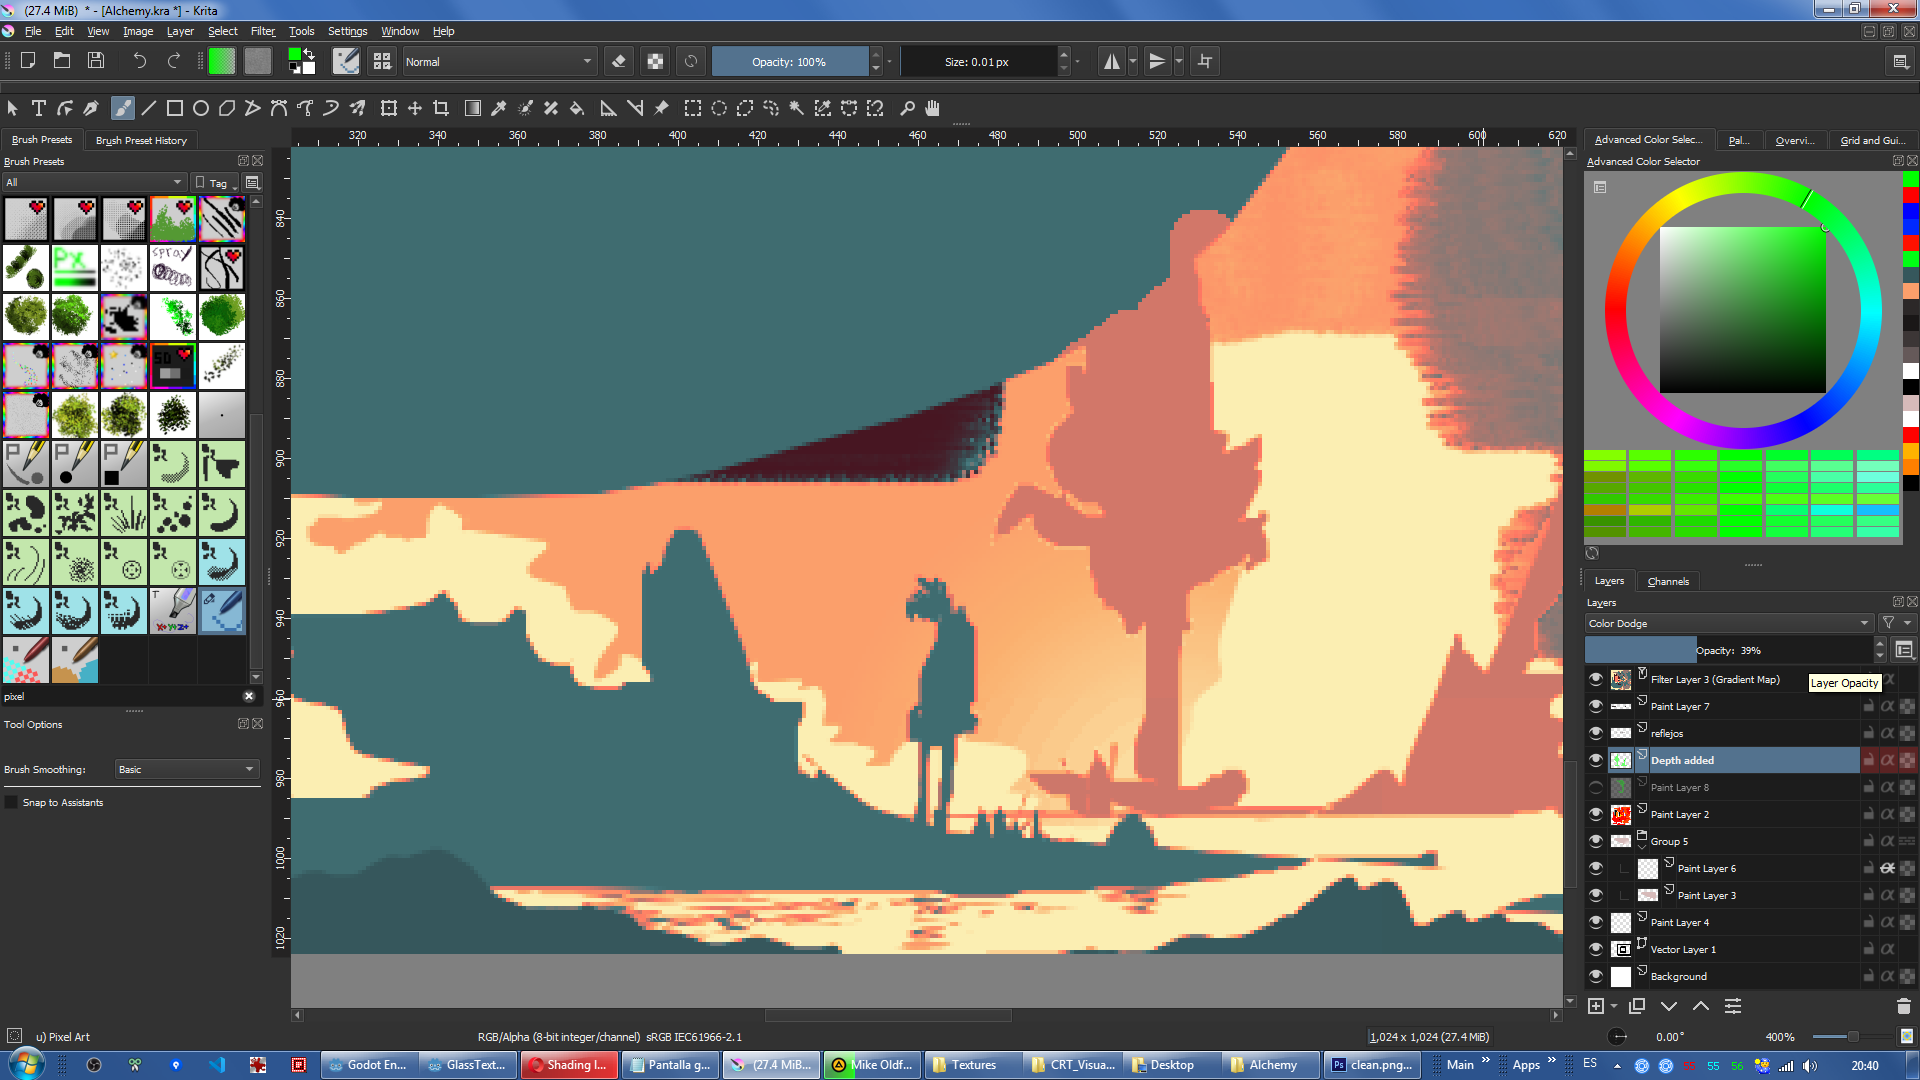 (27.4 MiB)  * - [Alchemy.kra *] - Krita
File Edit View Image Layer Select Filter Tools Settings Window Help
Normal
Opacity: 100%
Size: 0.01 px
Brush Presets
Brush Preset History
320 340 360 380 400 420 440 460 480 500 520 540 560 580 600 620
Advanced Color Selec...
Pal...
Overvi...
Grid and Gui...
Brush Presets
Advanced Color Selector
All
Tag
840
860
880
900
920
940
960
980
1000
1020
Px
spray
SD
pixel
Tool Options
Brush Smoothing:
Basic
Snap to Assistants
Layers
Channels
Layers
Color Dodge
Opacity: 39%
Filter Layer 3 (Gradient Map)
Layer Opacity
Paint Layer 7
reflejos
Depth added
Paint Layer 8
Paint Layer 2
Group 5
Paint Layer 6
Paint Layer 3
Paint Layer 4
Vector Layer 1
Background
u) Pixel Art
RGB/Alpha (8-bit integer/channel)  sRGB IEC61966-2.1
1,024 x 1,024 (27.4 MiB)
0.00°
400%
Godot En...
GlassText...
Shading l...
Pantalla g...
(27.4 MiB...
Mike Oldf...
Textures
CRT_Visua...
Desktop
Alchemy
clean.png...
Main
Apps
ES
55 55 56
20:40